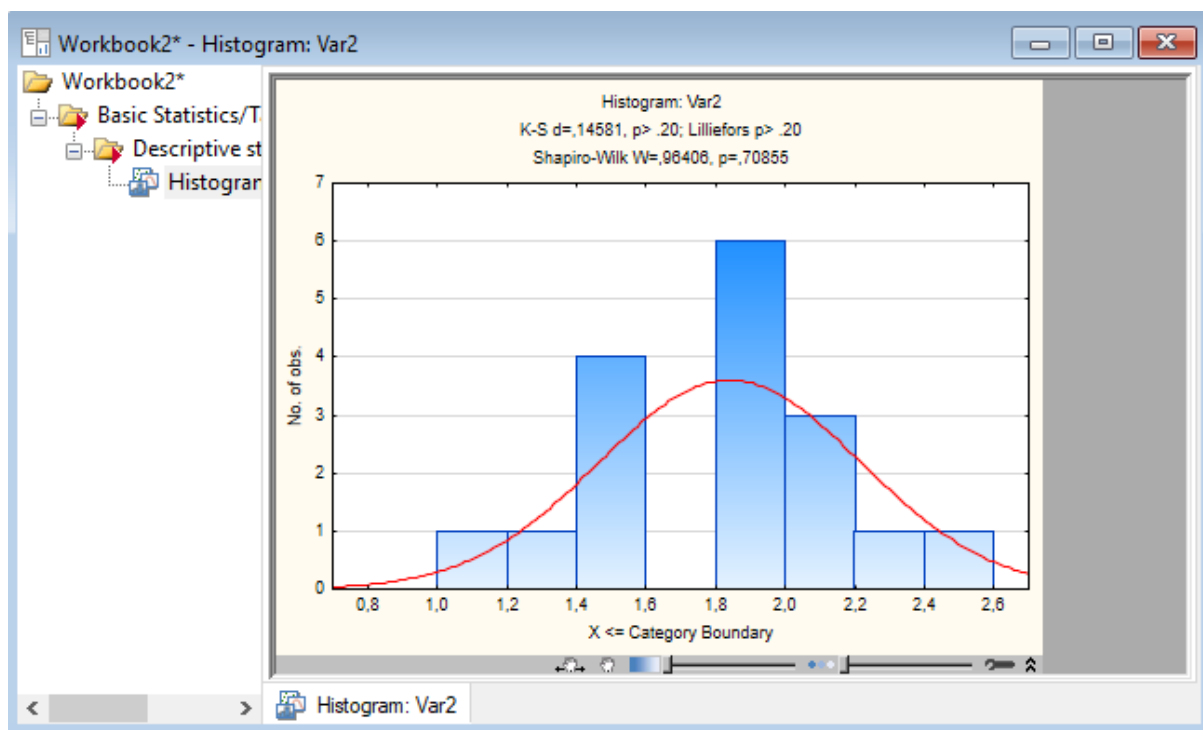 Workbook2* - Histogram: Var2
Workbook2*
Basic Statistics/T
Descriptive st
Histogran
Histogram: Var2
K-S d=,14581, p> .20; Lilliefors p> .20
Shapiro-Wilk W=,96406, p=,70855
7
6
5
4
3
2
1
0
No. of obs.
0,8 1,0 1,2 1,4 1,6 1,8 2,0 2,2 2,4 2,6
X <= Category Boundary
Histogram: Var2